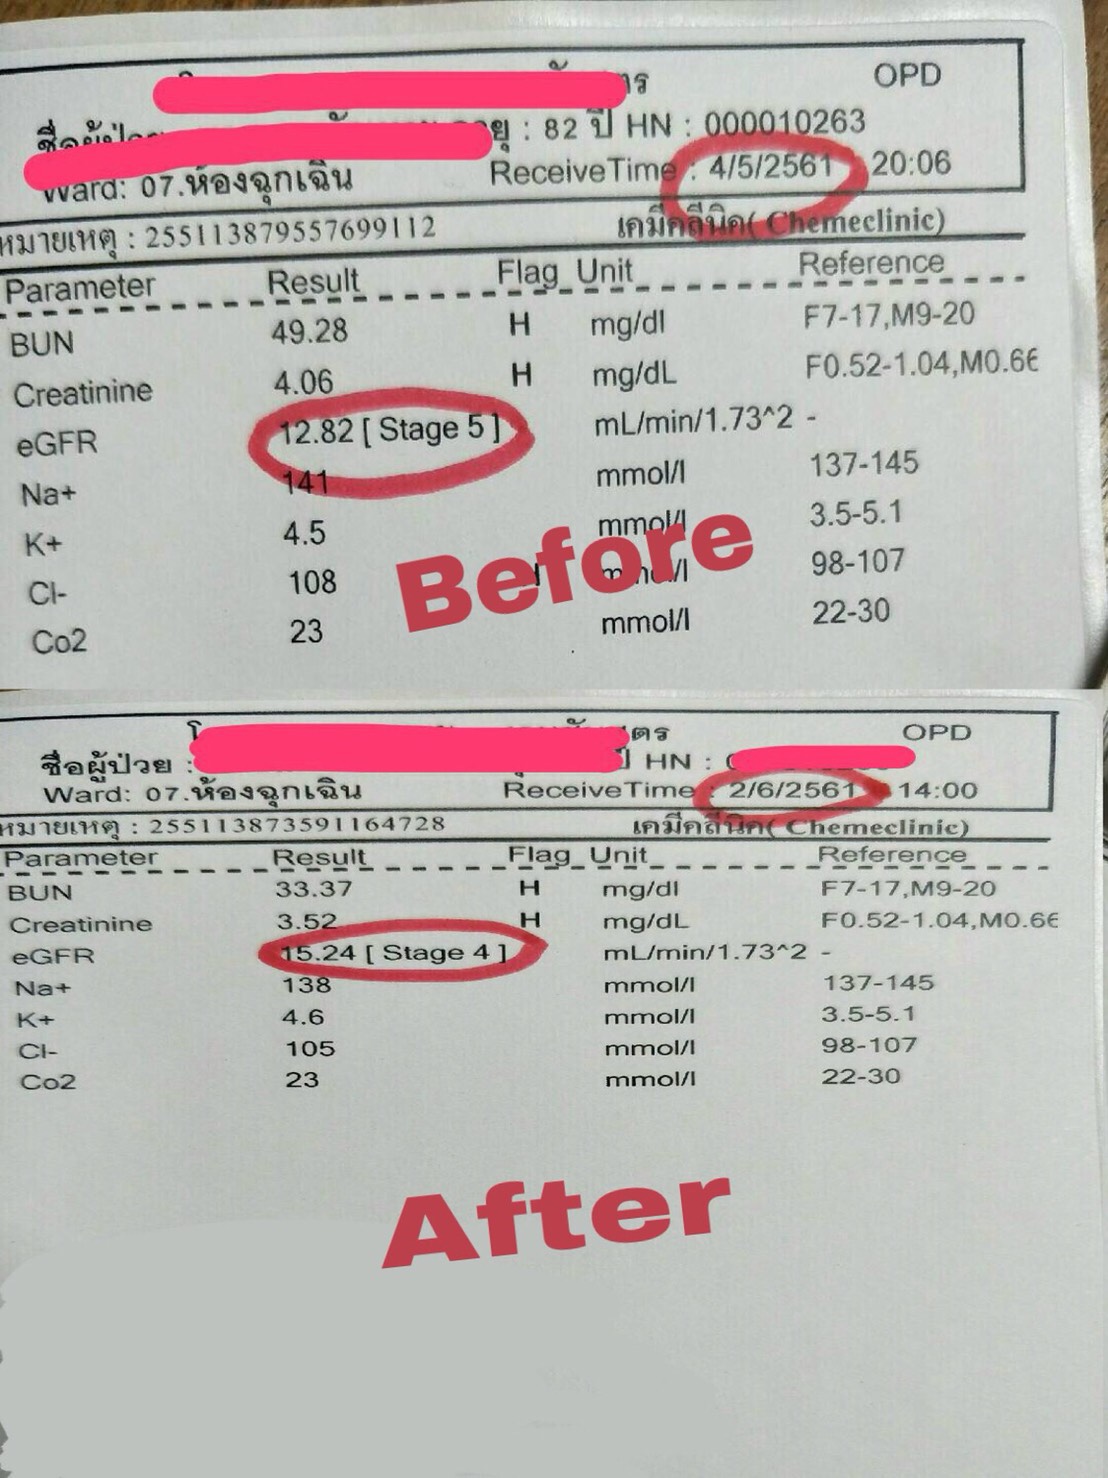 OPD
ชื่อผู้ป่วย : 82 ปี HN : 000010263
Ward: 07.ห้องฉุกเฉิน ReceiveTime : 4/5/2561 20:06
หมายเหตุ : 255113879557699112 เคมีคลีนิค( Chemeclinic)
Parameter Result Flag Unit Reference
BUN 49.28 H mg/dl F7-17,M9-20
Creatinine 4.06 H mg/dL F0.52-1.04,M0.66
eGFR 12.82 [ Stage 5 ] mL/min/1.73^2 -
Na+ 141 mmol/l 137-145
K+ 4.5 mmol/l 3.5-5.1
Cl- 108 H mmol/l 98-107
Co2 23 mmol/l 22-30
Before
OPD
ชื่อผู้ป่วย : HN :
Ward: 07.ห้องฉุกเฉิน ReceiveTime : 2/6/2561 14:00
หมายเหตุ : 255113873591164728 เคมีคลีนิค( Chemeclinic)
Parameter Result Flag Unit Reference
BUN 33.37 H mg/dl F7-17,M9-20
Creatinine 3.52 H mg/dL F0.52-1.04,M0.66
eGFR 15.24 [ Stage 4 ] mL/min/1.73^2 -
Na+ 138 mmol/l 137-145
K+ 4.6 mmol/l 3.5-5.1
Cl- 105 mmol/l 98-107
Co2 23 mmol/l 22-30
After